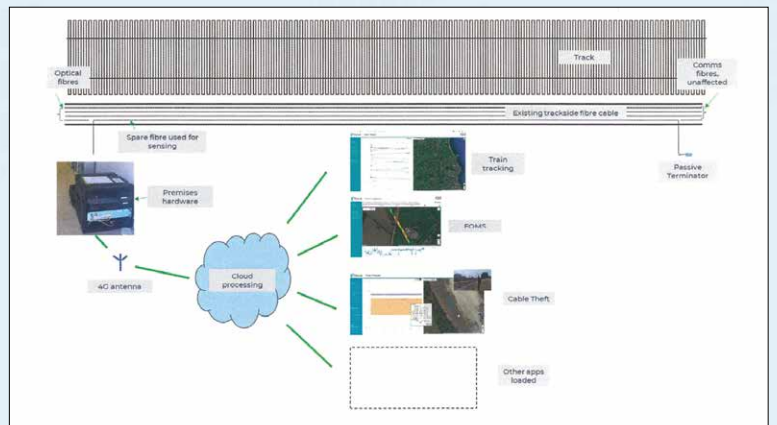 Track
Optical
fibres
Comms
fibres,
unaffected
Existing trackside fibre cable
Spare fibre used for
sensing
Train
tracking
Passive
Terminator
Premises
hardware
Cloud
processing
4G antenna
Cable Theft
Other apps
loaded